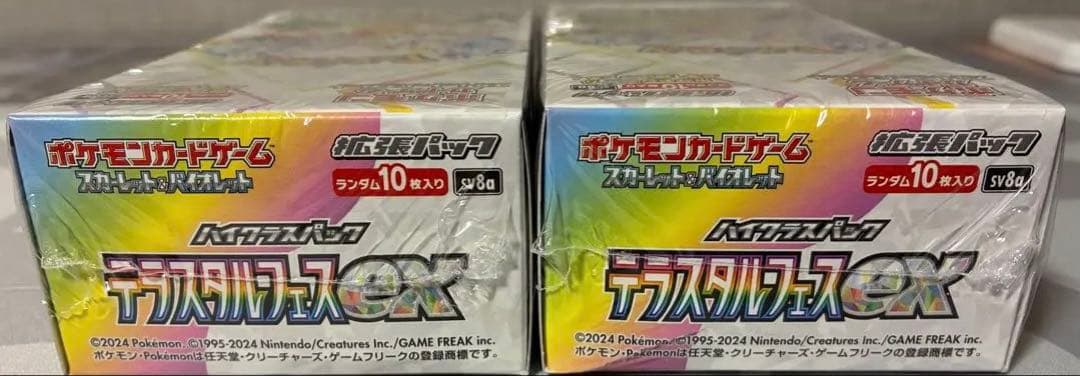 ポケモンカードゲーム
スカーレット&バイオレット
拡張パック
ランダム10枚入り
SV8a
ハイクラスパック
テラスタルフェスex
©2024 Pokémon. ©1995-2024 Nintendo/Creatures Inc./GAME FREAK inc.
ポケモン・Pokémonは任天堂・クリーチャーズ・ゲームフリークの登録商標です。
ポケモンカードゲーム
スカーレット&バイオレット
拡張パック
ランダム10枚入り
SV8a
ハイクラスパック
テラスタルフェスex
©2024 Pokémon. ©1995-2024 Nintendo/Creatures Inc./GAME FREAK inc.
ポケモン・Pokémonは任天堂・クリーチャーズ・ゲームフリークの登録商標です。